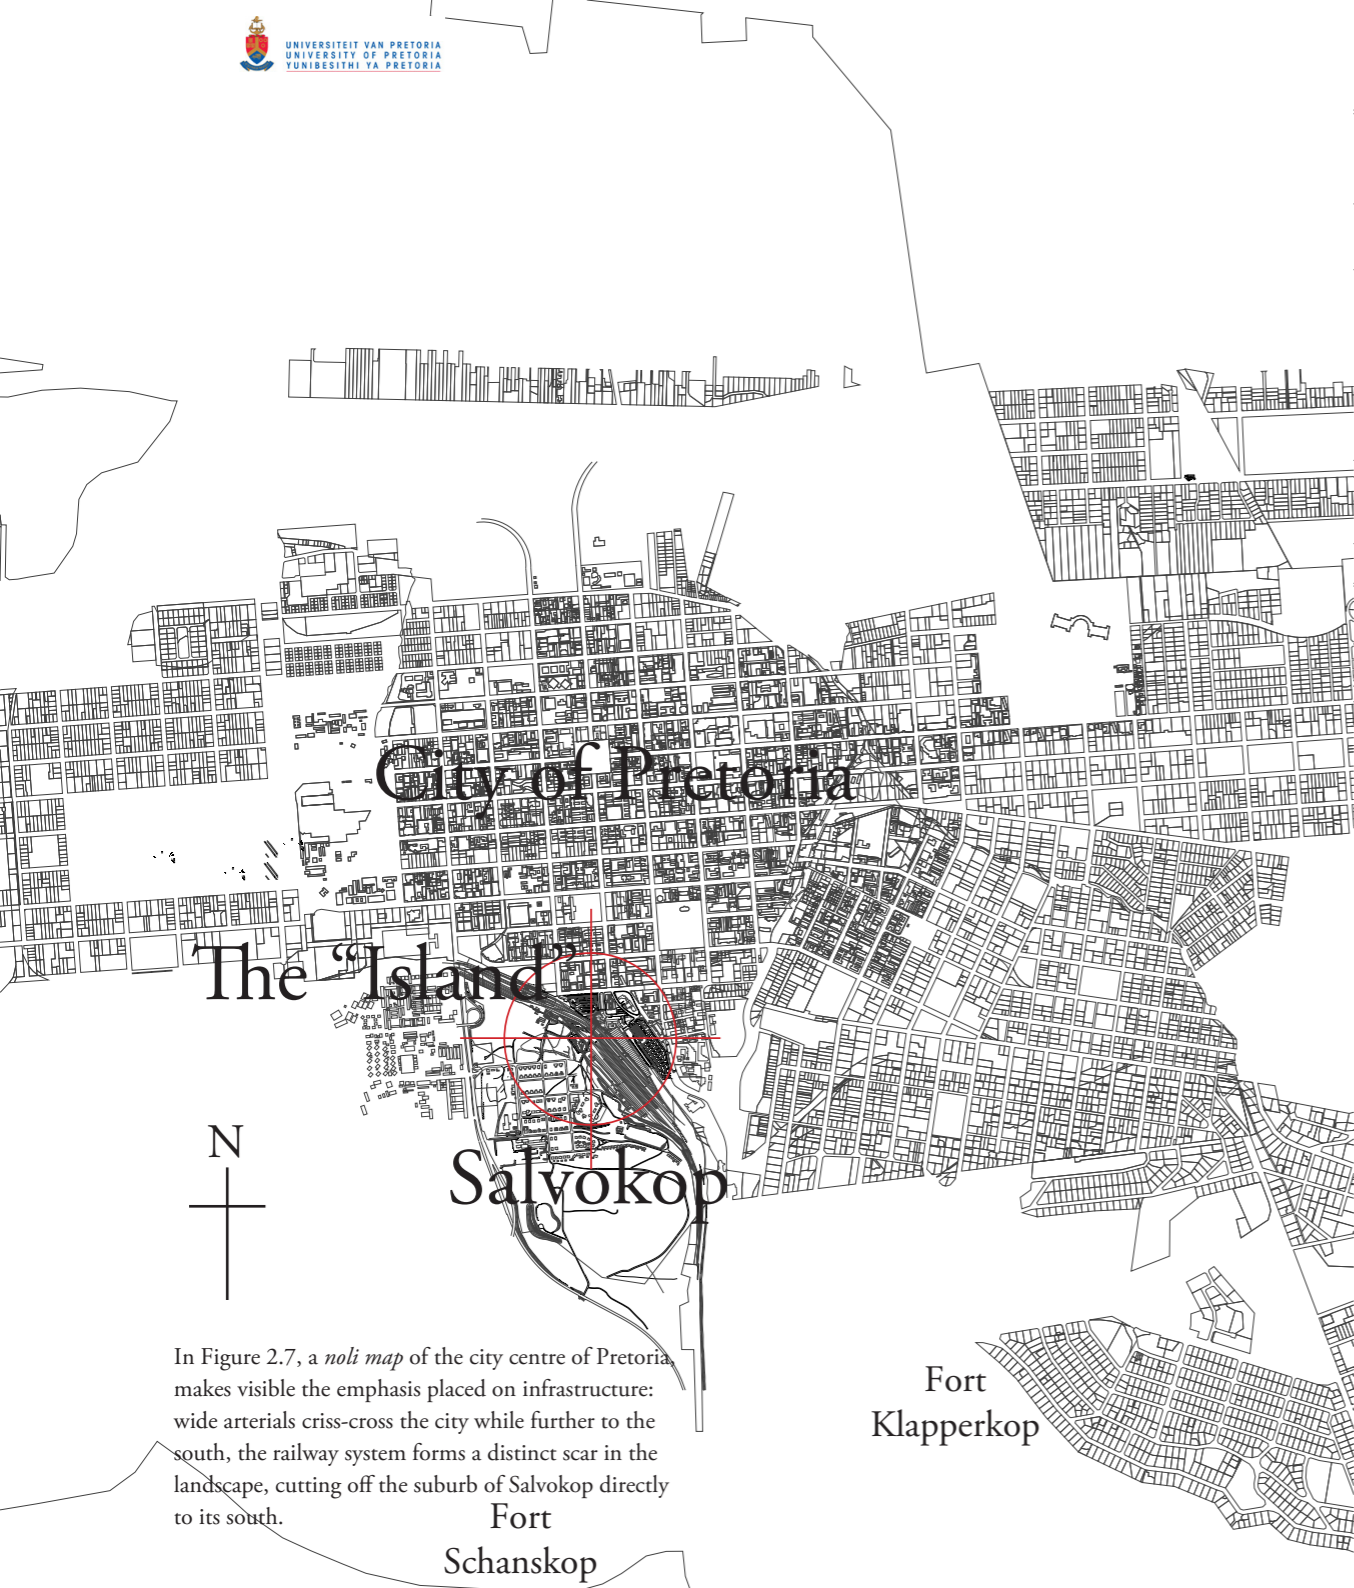 UNIVERSITEIT VAN PRETORIA
UNIVERSITY OF PRETORIA
YUNIBESITHI YA PRETORIA
City of Pretoria
The “Island”
N
Salvokop
In Figure 2.7, a noli map of the city centre of Pretoria,
makes visible the emphasis placed on infrastructure:
wide arterials criss-cross the city while further to the
south, the railway system forms a distinct scar in the
landscape, cutting off the suburb of Salvokop directly
to its south.
Fort
Klapperkop
Fort
Schanskop